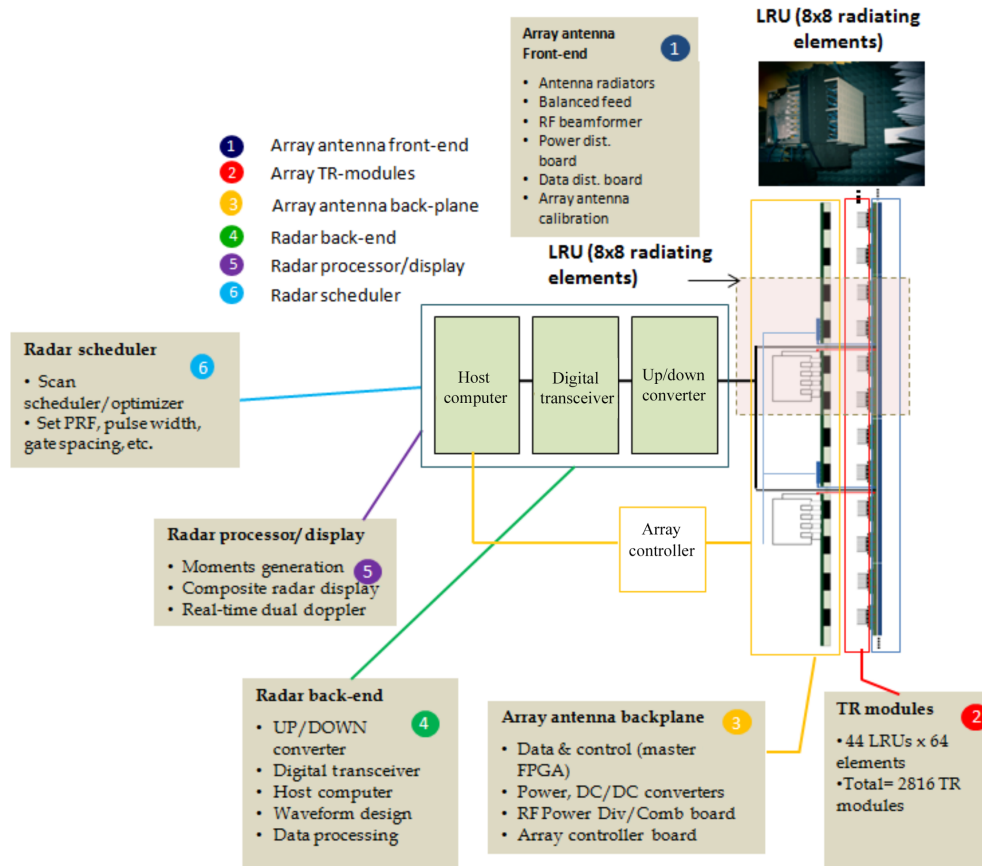 LRU (8x8 radiating
elements)
Array antenna
Front-end
1
• Antenna radiators
• Balanced feed
• RF beamformer
• Power dist.
board
• Data dist. board
• Array antenna
calibration
1 Array antenna front-end
2 Array TR-modules
3 Array antenna back-plane
4 Radar back-end
5 Radar processor/display
6 Radar scheduler
LRU (8x8 radiating
elements)
Radar scheduler
6
• Scan
scheduler/optimizer
• Set PRF, pulse width,
gate spacing, etc.
Host
computer
Digital
transceiver
Up/down
converter
Array
controller
Radar processor/display
5
• Moments generation
• Composite radar display
• Real-time dual doppler
Radar back-end
4
• UP/DOWN
converter
• Digital transceiver
• Host computer
• Waveform design
• Data processing
Array antenna backplane
3
• Data & control (master
FPGA)
• Power, DC/DC converters
• RF Power Div/Comb board
• Array controller board
TR modules
2
• 44 LRUs x 64
elements
•Total= 2816 TR
modules